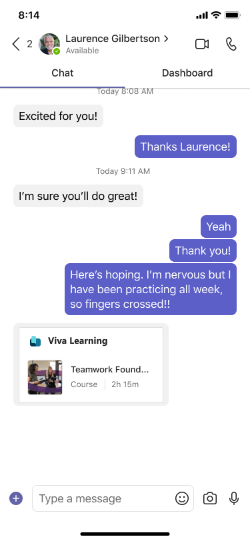 8:14
2
Laurence Gilbertson >
Available
Chat
Dashboard
Today 8:08 AM
Excited for you!
Thanks Laurence!
Today 9:11 AM
I'm sure you'll do great!
Yeah
Thank you!
Here's hoping. I'm nervous but I
have been practicing all week,
so fingers crossed!!
Viva Learning
Teamwork Found...
Course | 2h 15m
Type a message